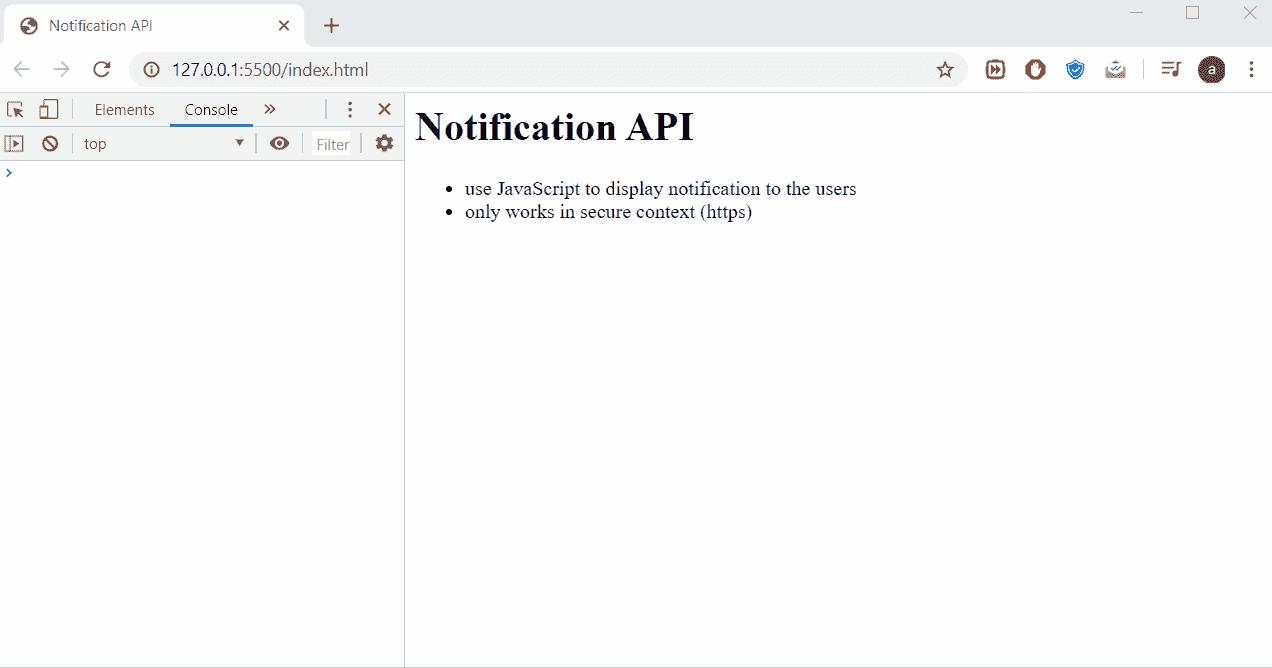 Notification API
127.0.0.1:5500/index.html
a
Elements Console
top Filter
Notification API
use JavaScript to display notification to the users
only works in secure context (https)